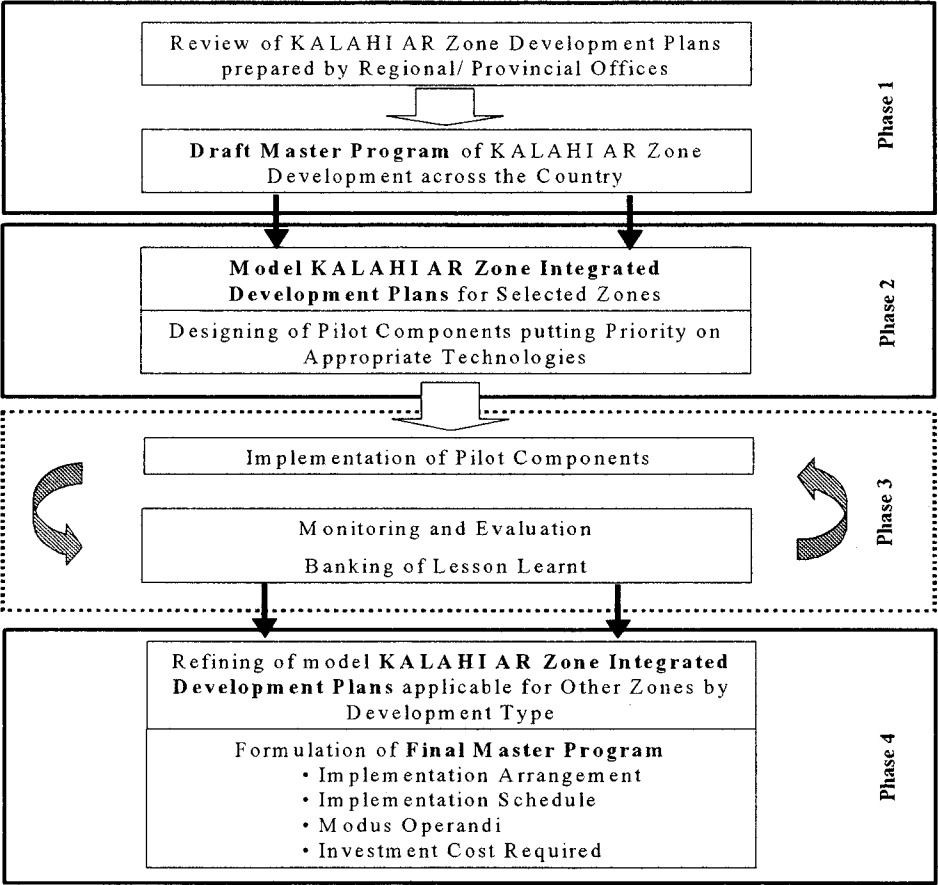 Review of KALAHI AR Zone Development Plans
prepared by Regional/ Provincial Offices
Phase 1
Draft Master Program of KALAHI AR Zone
Development across the Country
Model KALAHI AR Zone Integrated
Development Plans for Selected Zones
Phase 2
Designing of Pilot Components putting Priority on
Appropriate Technologies
Implementation of Pilot Components
Phase 3
Monitoring and Evaluation
Banking of Lesson Learnt
Refining of model KALAHI AR Zone Integrated
Development Plans applicable for Other Zones by
Development Type
Formulation of Final Master Program
• Implementation Arrangement
Phase 4
• Implementation Schedule
• Modus Operandi
• Investment Cost Required